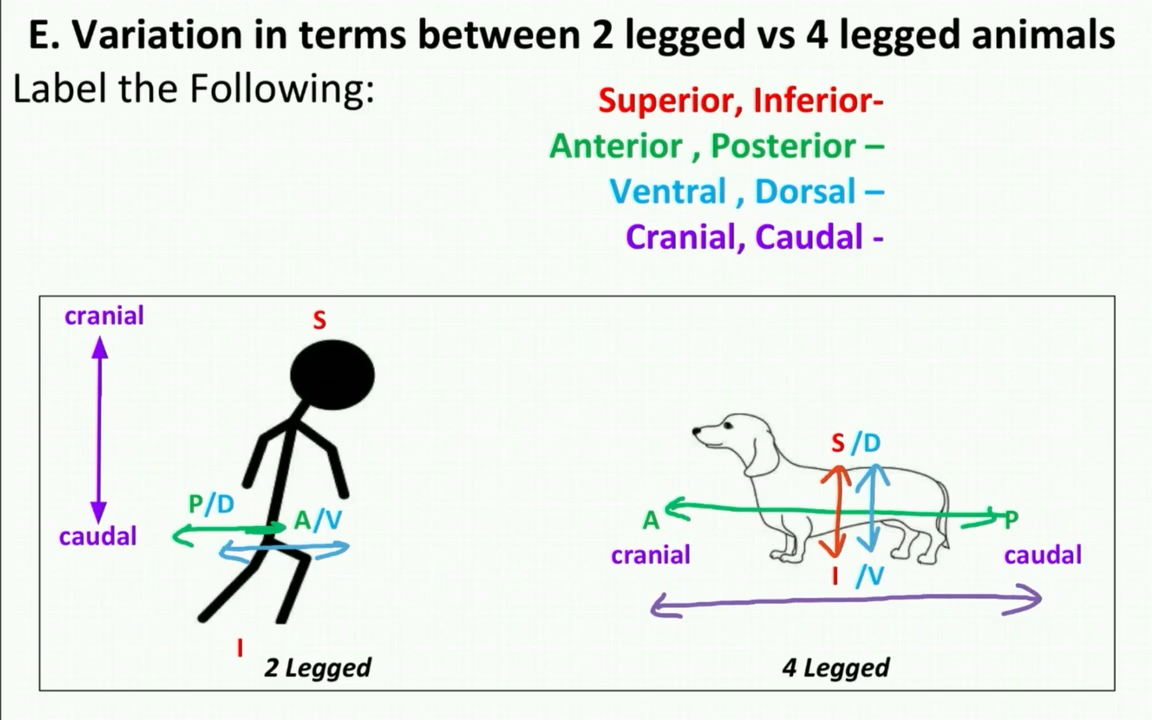 E. Variation in terms between 2 legged vs 4 legged animals
Label the Following:
Superior, Inferior-
Anterior , Posterior –
Ventral , Dorsal –
Cranial, Caudal -
cranial
S
P/D
A/V
caudal
I
2 Legged
S /D
A
P
cranial
caudal
I /V
4 Legged